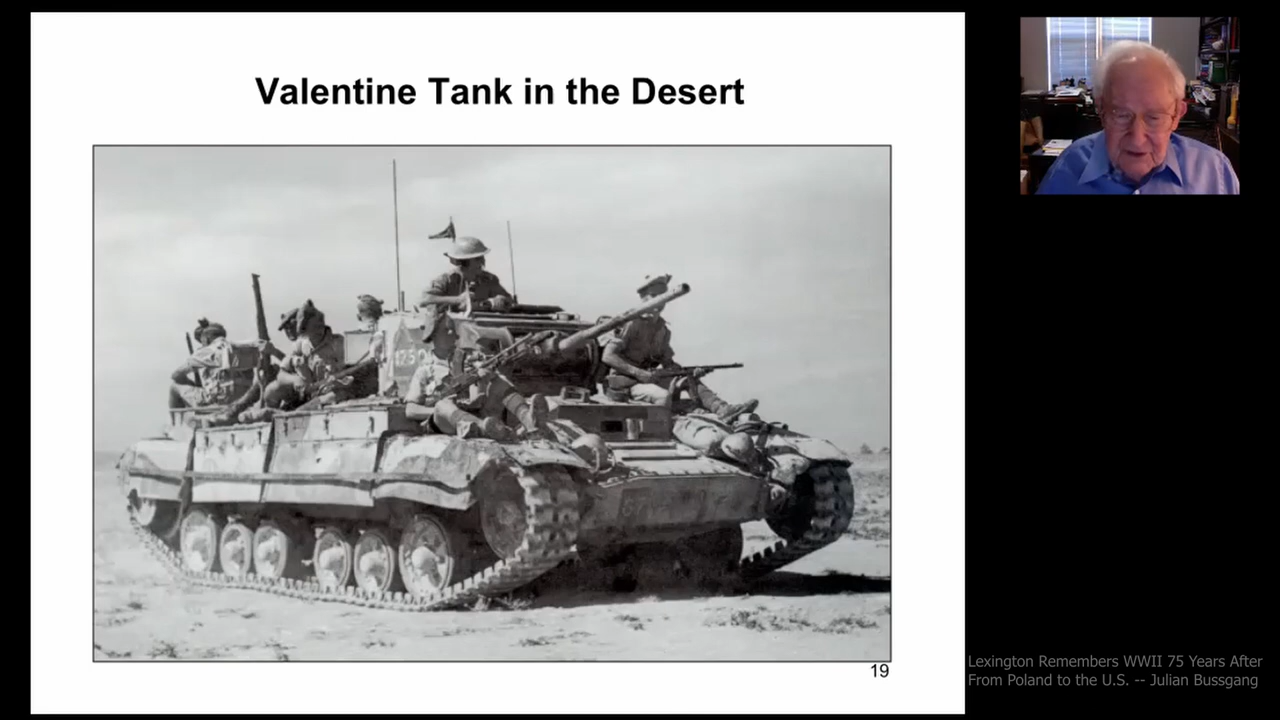 Valentine Tank in the Desert
19
Lexington Remembers WWII 75 Years After
From Poland to the U.S. -- Julian Bussgang